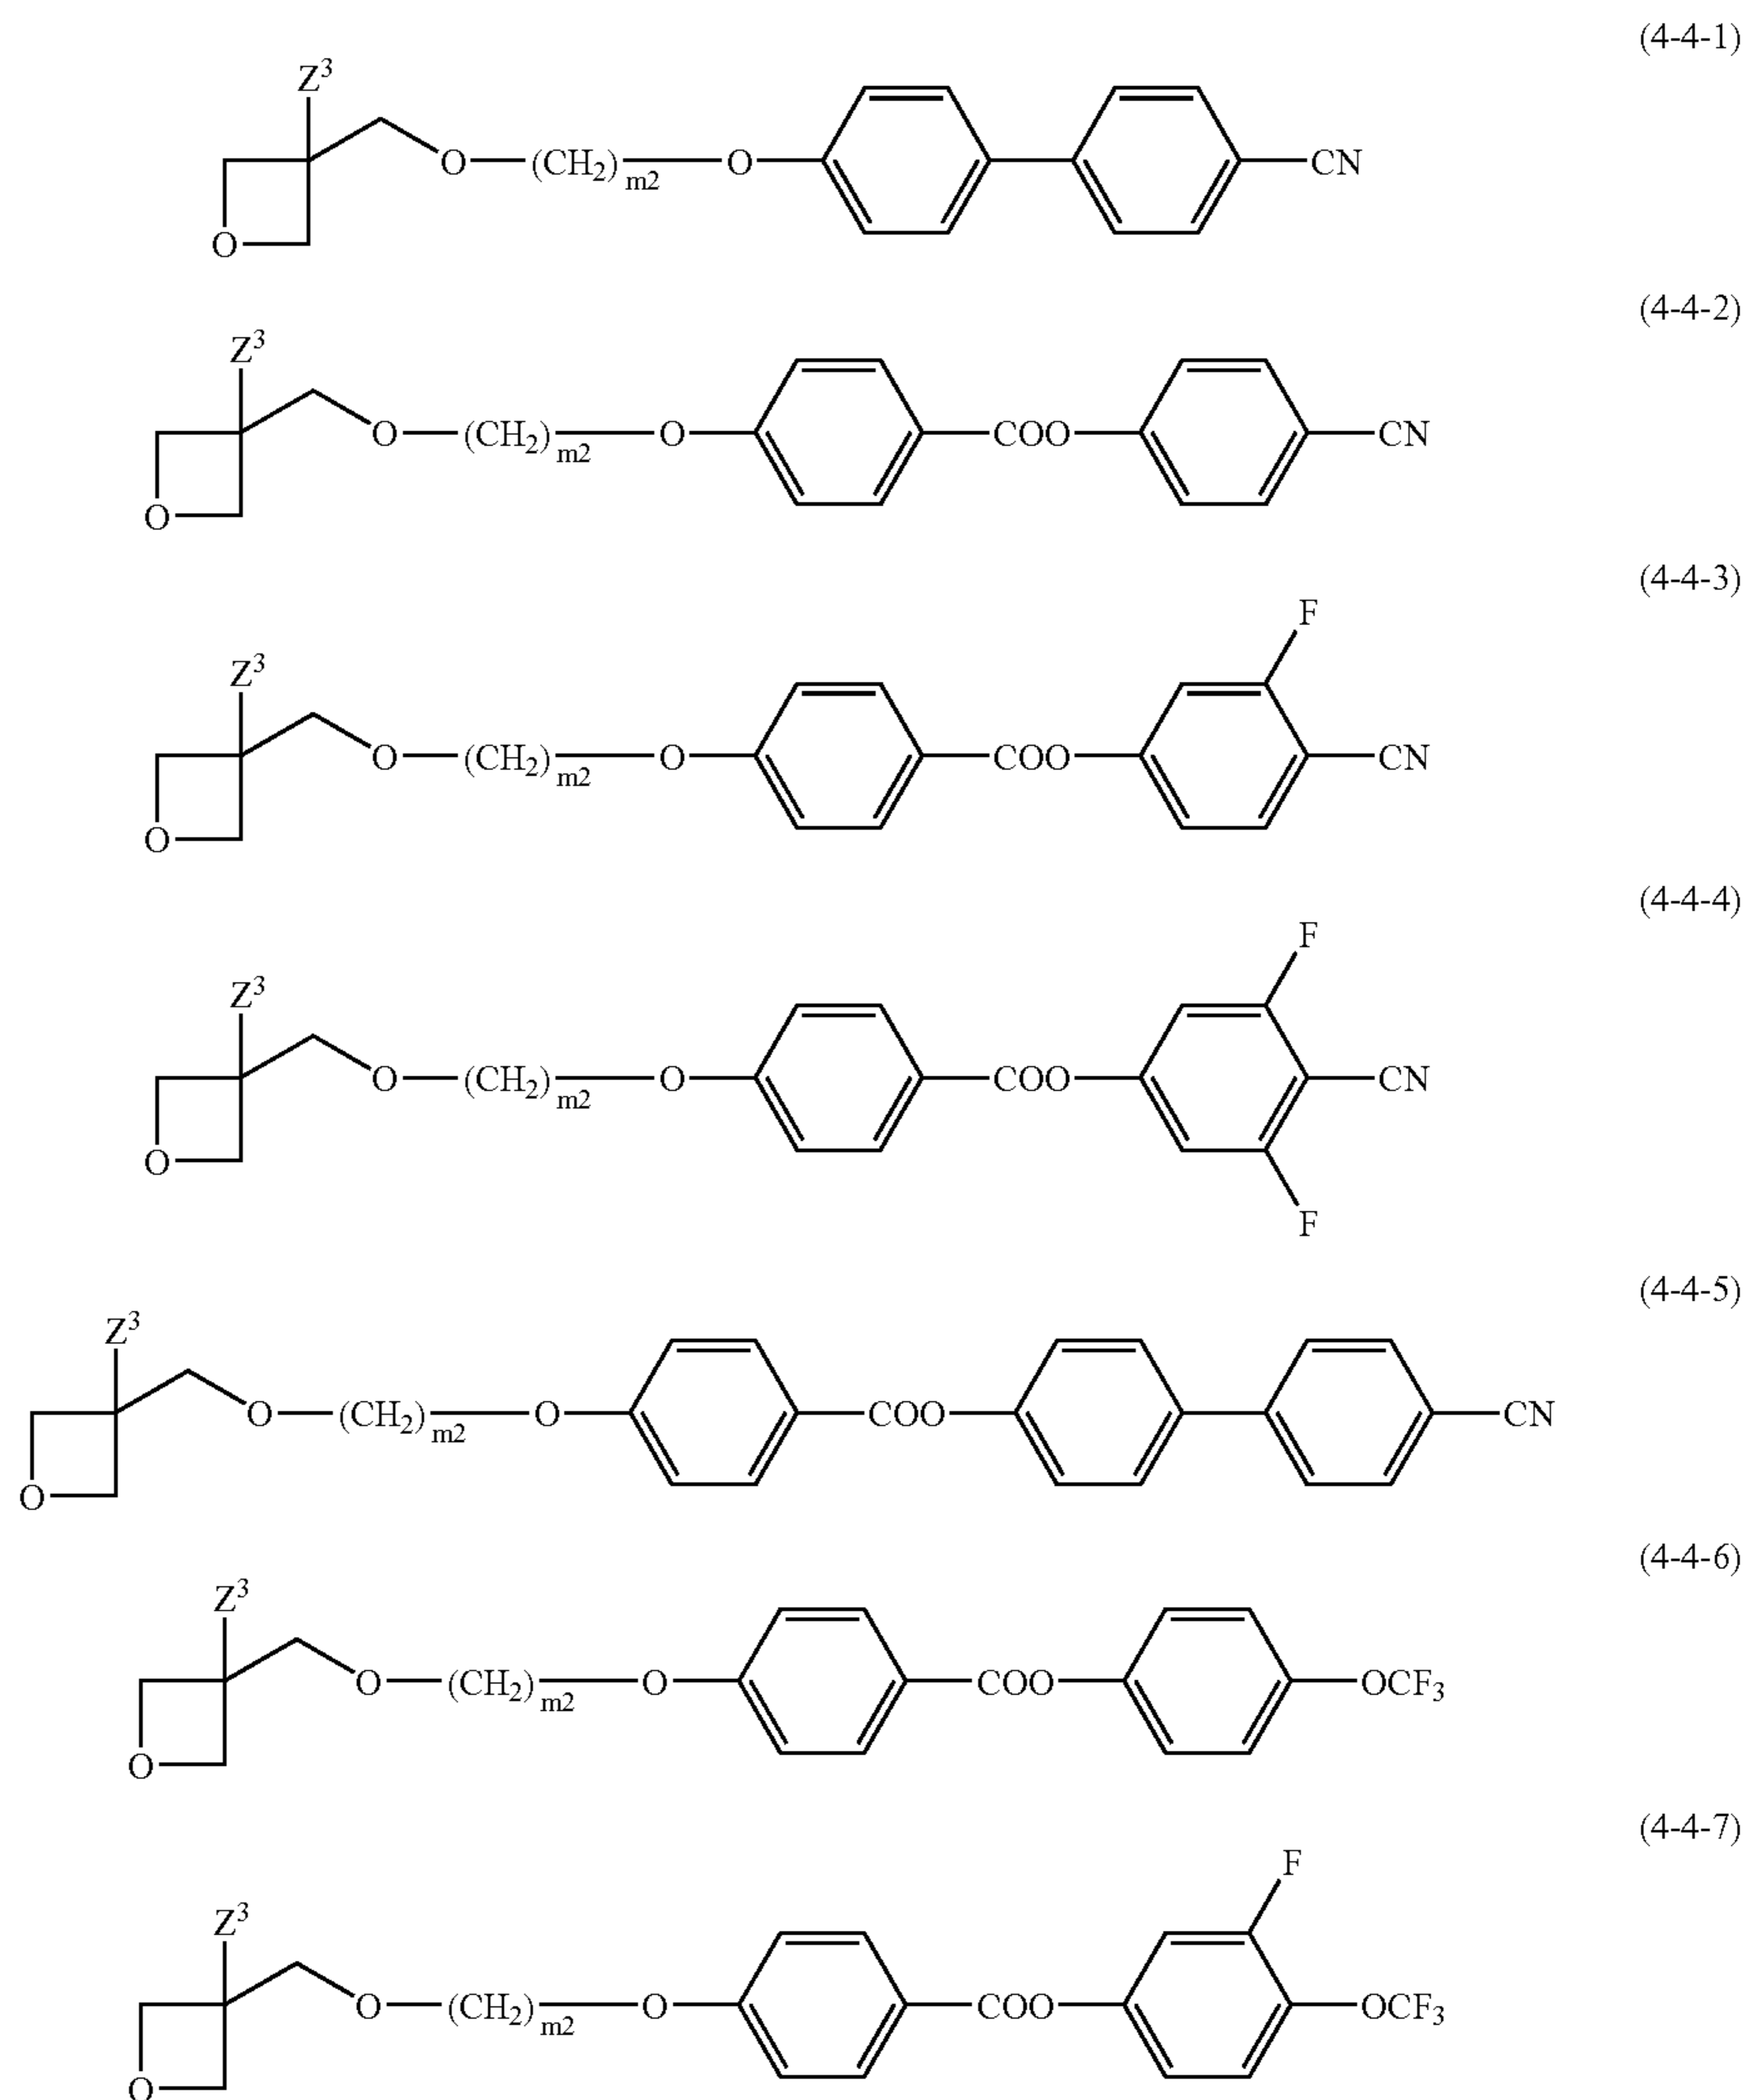 (4-4-1)
Z³
O—(CH₂)m2—O—CN
O
(4-4-2)
Z³
O—(CH₂)m2—O—COO—CN
O
(4-4-3)
F
Z³
O—(CH₂)m2—O—COO—CN
O
(4-4-4)
F
Z³
O—(CH₂)m2—O—COO—CN
O
F
(4-4-5)
Z³
O—(CH₂)m2—O—COO—CN
O
(4-4-6)
Z³
O—(CH₂)m2—O—COO—OCF₃
O
(4-4-7)
F
Z³
O—(CH₂)m2—O—COO—OCF₃
O